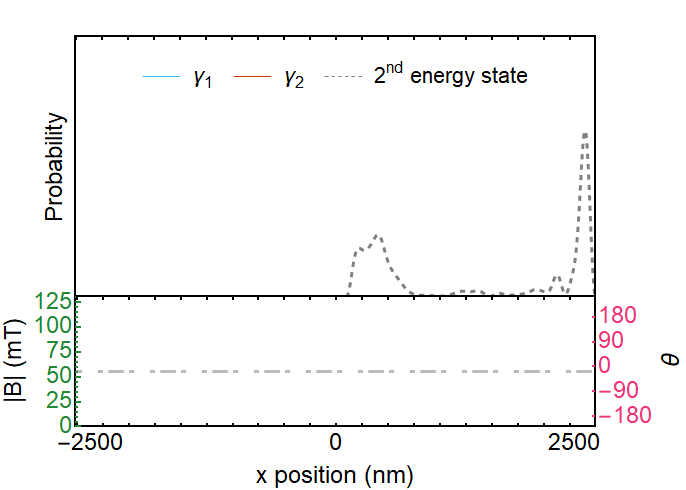 γ₁ γ₂ 2ⁿᵈ energy state
Probability
125
100
75
50
25
0
|B| (mT)
180
90
0
−90
−180
θ
−2500 0 2500
x position (nm)